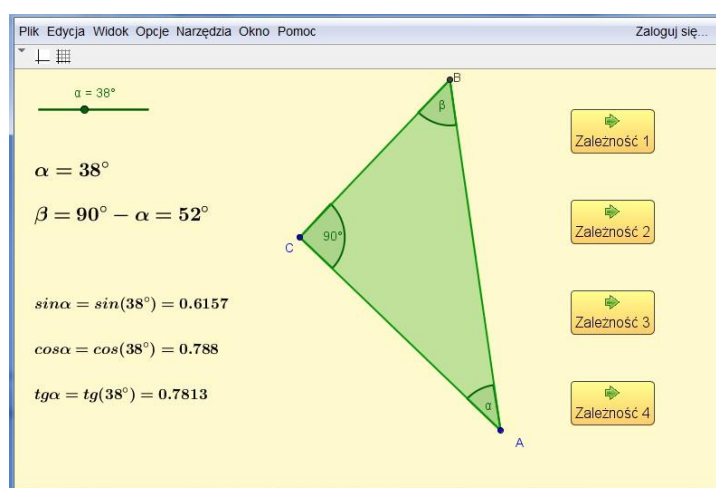 Plik Edycja Widok Opcje Narzędzia Okno Pomoc Zaloguj się...
α = 38°
α = 38°
β = 90° − α = 52°
sinα = sin(38°) = 0.6157
cosα = cos(38°) = 0.788
tgα = tg(38°) = 0.7813
B
β
90°
C
α
A
Zależność 1
Zależność 2
Zależność 3
Zależność 4